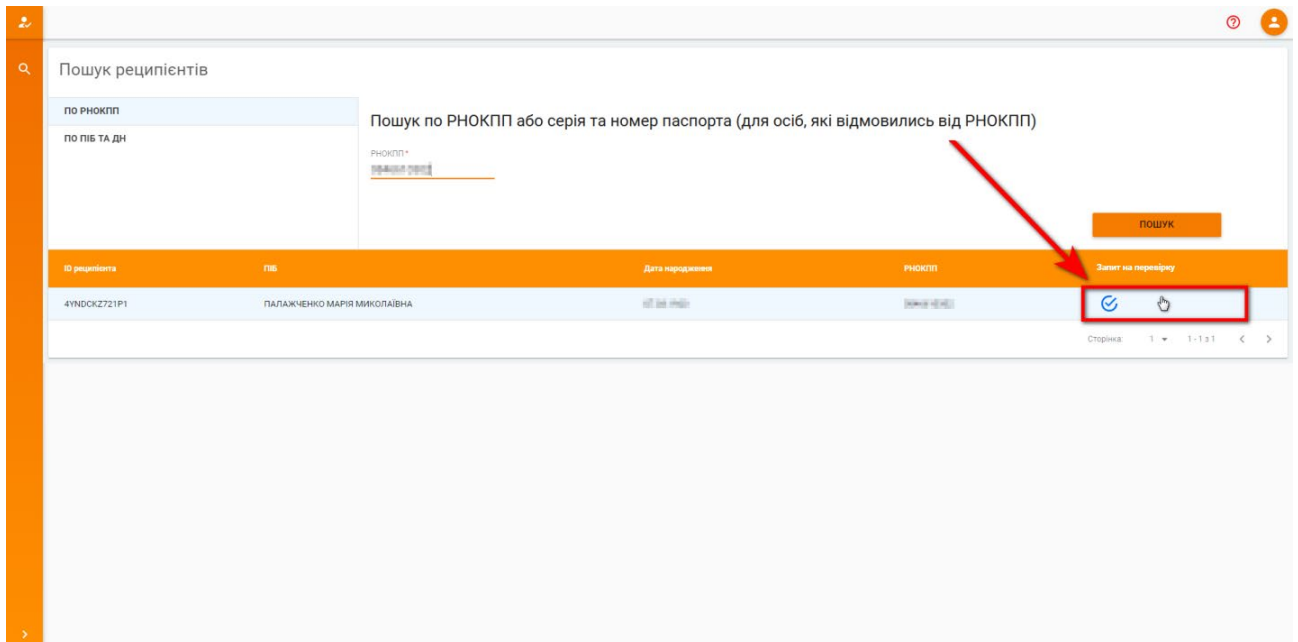 Пошук реципієнтів
ПО РНОКПП
ПО ПІБ ТА ДН
Пошук по РНОКПП або серія та номер паспорта (для осіб, які відмовились від РНОКПП)
РНОКПП*
ПОШУК
ID реципієнта ПІБ Дата народження РНОКПП Запит на перевірку
4YNDCKZ721P1 ПАЛАЖЧЕНКО МАРІЯ МИКОЛАЇВНА
Сторінка: 1 1-1 з 1